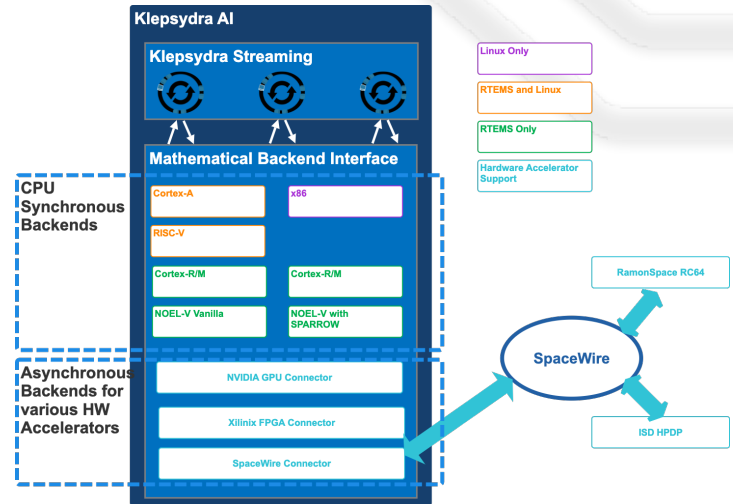 Klepsydra AI
Klepsydra Streaming
Linux Only
RTEMS and Linux
RTEMS Only
Hardware Accelerator
Support
Mathematical Backend Interface
CPU
Synchronous
Backends
Cortex-A
x86
RISC-V
Cortex-R/M
Cortex-R/M
NOEL-V Vanilla
NOEL-V with
SPARROW
RamonSpace RC64
SpaceWire
ISD HPDP
Asynchronous
Backends for
various HW
Accelerators
NVIDIA GPU Connector
Xilinix FPGA Connector
SpaceWire Connector